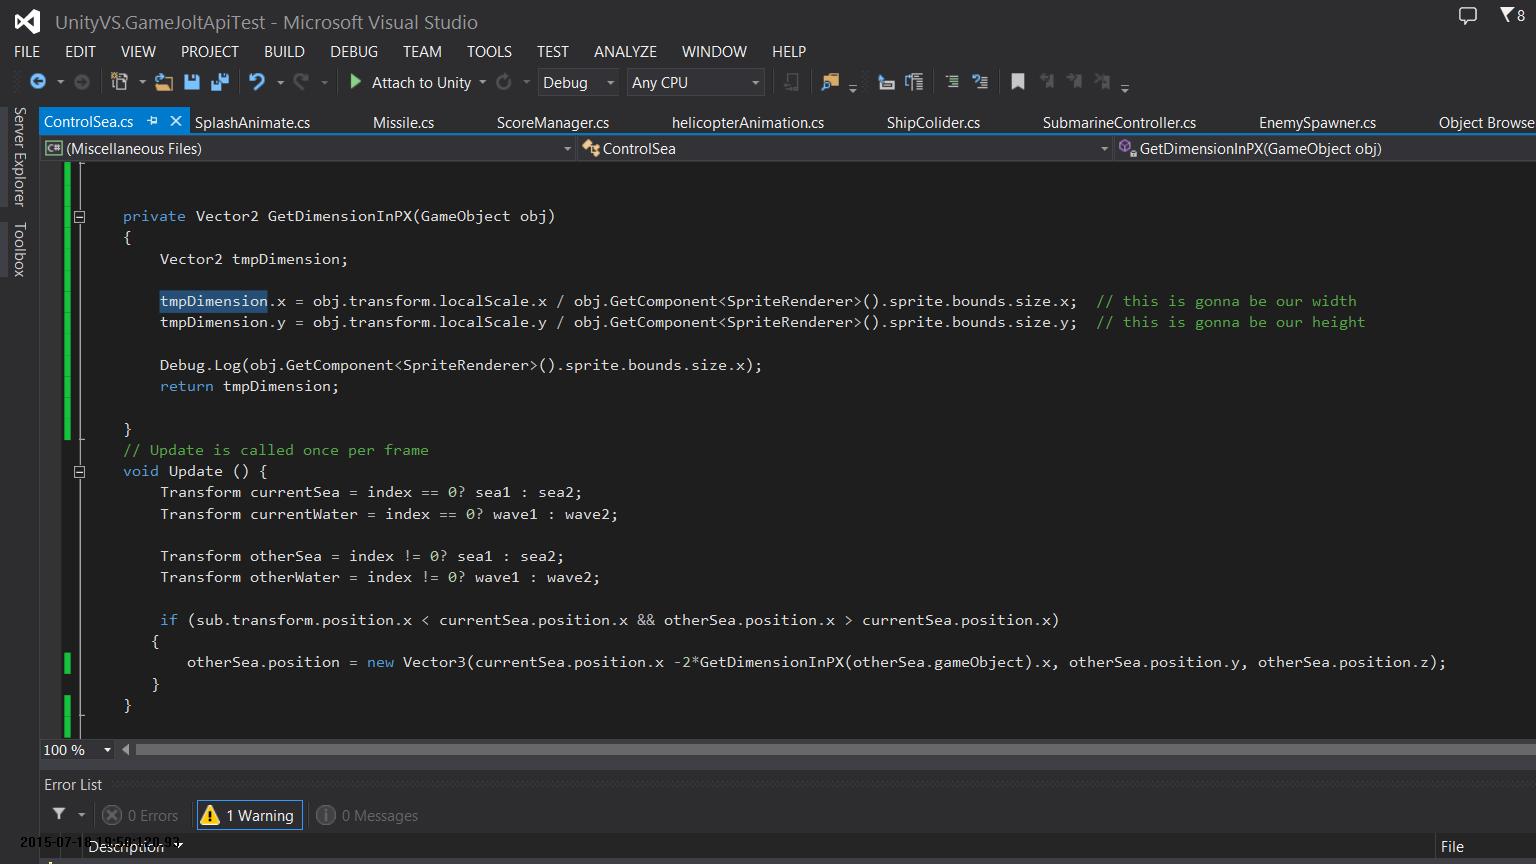 UnityVS.GameJoltApiTest - Microsoft Visual Studio
8
FILE EDIT VIEW PROJECT BUILD DEBUG TEAM TOOLS TEST ANALYZE WINDOW HELP
Attach to Unity Debug Any CPU
Server Explorer
Toolbox
ControlSea.cs SplashAnimate.cs Missile.cs ScoreManager.cs helicopterAnimation.cs ShipColider.cs SubmarineController.cs EnemySpawner.cs Object Browse
C# (Miscellaneous Files) ControlSea GetDimensionInPX(GameObject obj)
private Vector2 GetDimensionInPX(GameObject obj)
{
Vector2 tmpDimension;
tmpDimension.x = obj.transform.localScale.x / obj.GetComponent<SpriteRenderer>().sprite.bounds.size.x; // this is gonna be our width
tmpDimension.y = obj.transform.localScale.y / obj.GetComponent<SpriteRenderer>().sprite.bounds.size.y; // this is gonna be our height
Debug.Log(obj.GetComponent<SpriteRenderer>().sprite.bounds.size.x);
return tmpDimension;
}
// Update is called once per frame
void Update () {
Transform currentSea = index == 0? sea1 : sea2;
Transform currentWater = index == 0? wave1 : wave2;
Transform otherSea = index != 0? sea1 : sea2;
Transform otherWater = index != 0? wave1 : wave2;
if (sub.transform.position.x < currentSea.position.x && otherSea.position.x > currentSea.position.x)
{
otherSea.position = new Vector3(currentSea.position.x -2*GetDimensionInPX(otherSea.gameObject).x, otherSea.position.y, otherSea.position.z);
}
}
100 %
Error List
0 Errors 1 Warning 0 Messages
Description File